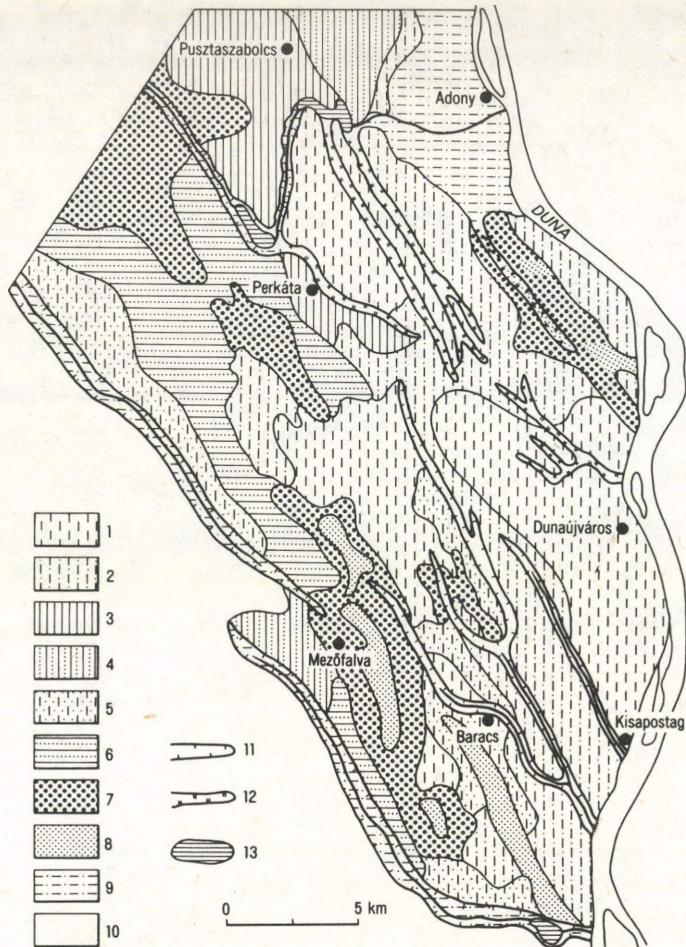 Pusztaszabolcs
Adony
DUNA
Perkáta
Dunaújváros
Mezőfalva
Kisapostag
Baracs
1
2
3
4
5
6
7
8
9
10
11
12
13
0 5 km